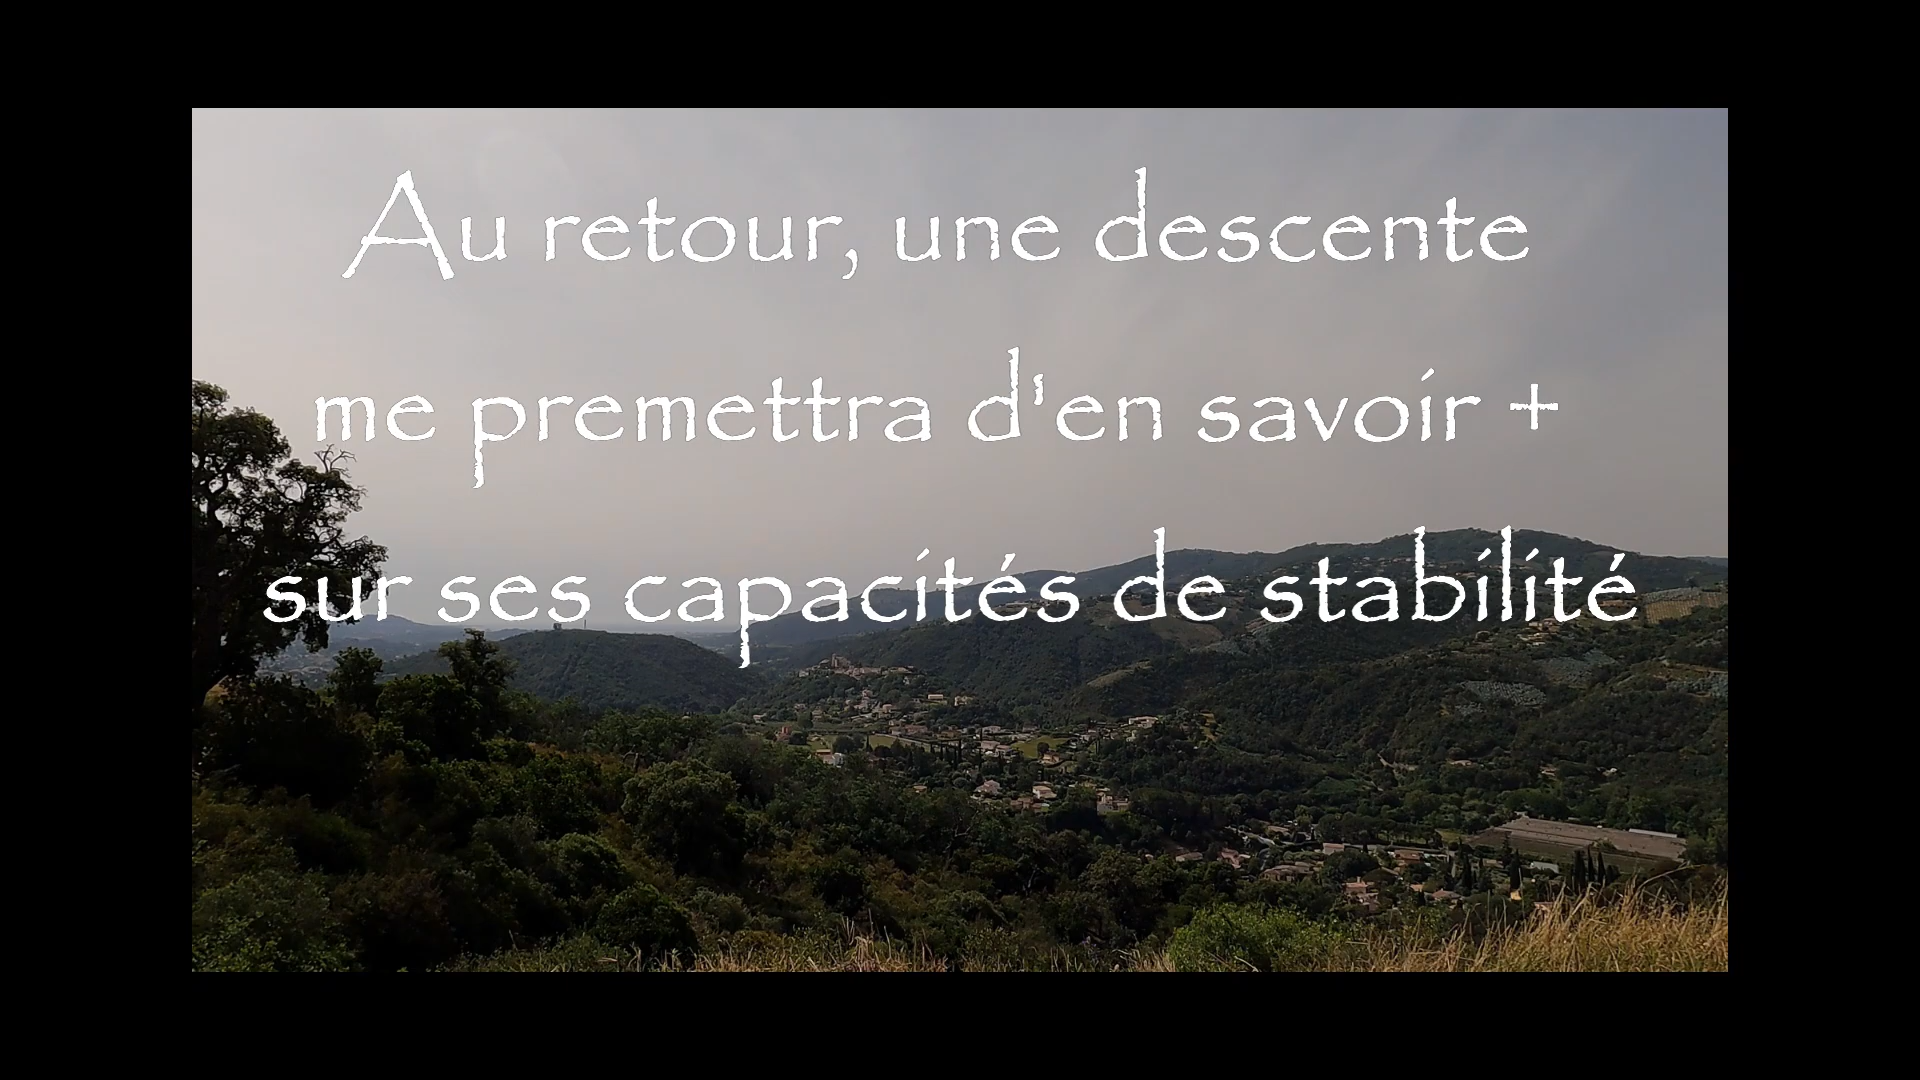 Au retour, une descente
me premettra d'en savoir +
sur ses capacités de stabilité